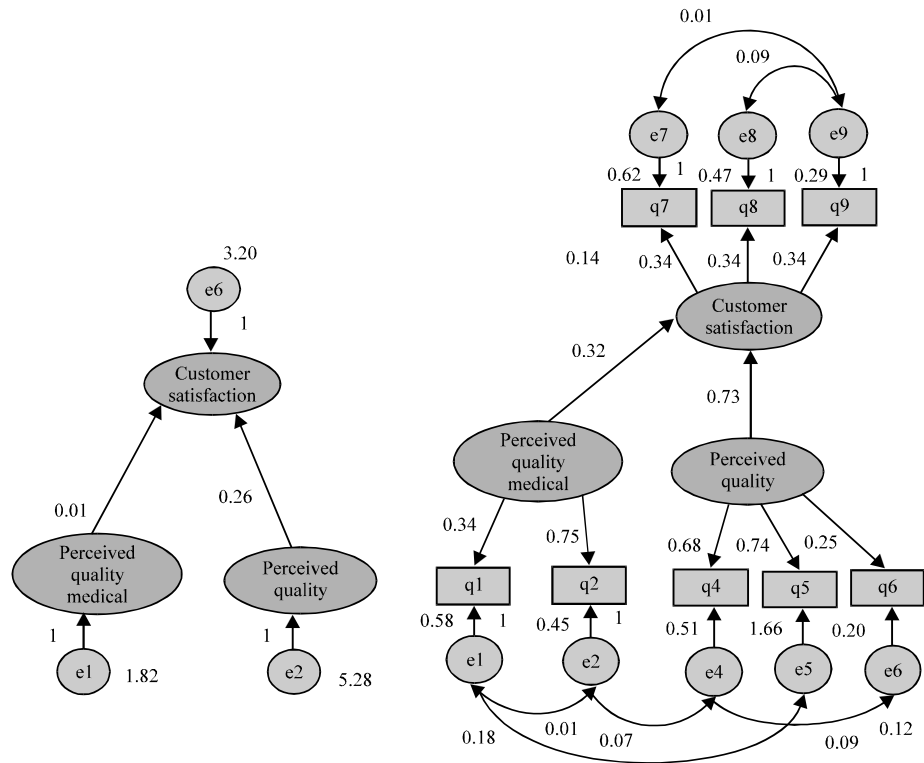 0.01
0.09
e7
e8
e9
0.62
1
0.47
1
0.29
1
q7
q8
q9
3.20
0.14
0.34
0.34
0.34
e6
1
Customer
satisfaction
0.32
Customer
satisfaction
0.73
Perceived
quality
medical
Perceived
quality
0.01
0.26
0.34
0.75
0.68
0.74
0.25
Perceived
quality
medical
Perceived
quality
q1
q2
q4
q5
q6
1
1
0.58
1
0.45
1
0.51
1.66
0.20
e1
1.82
e2
5.28
e1
e2
e4
e5
e6
0.18
0.01
0.07
0.09
0.12